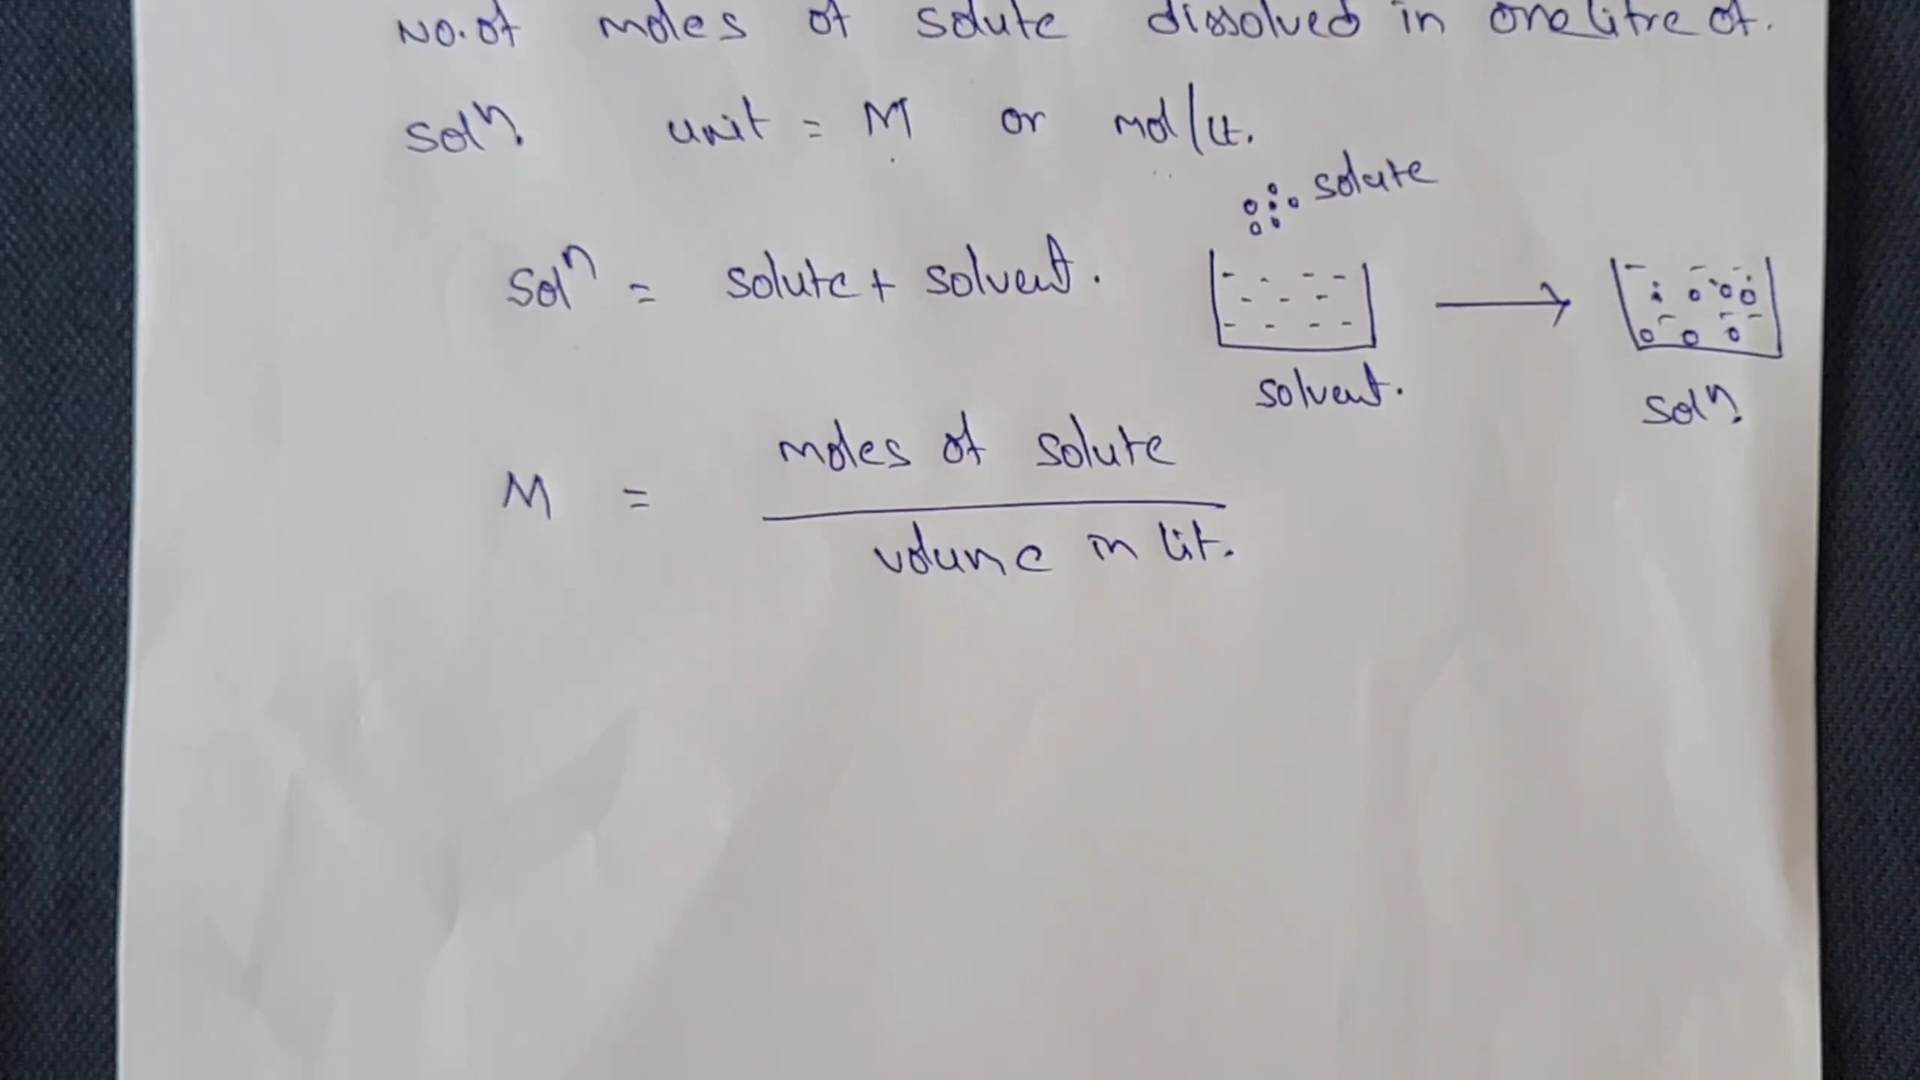 No. of moles of solute dissolved in one litre of.
solⁿ. unit = M or mol/lt.
solute
solⁿ = solute + solvent.
solvent.
solⁿ.
M = moles of solute
volume in lit.